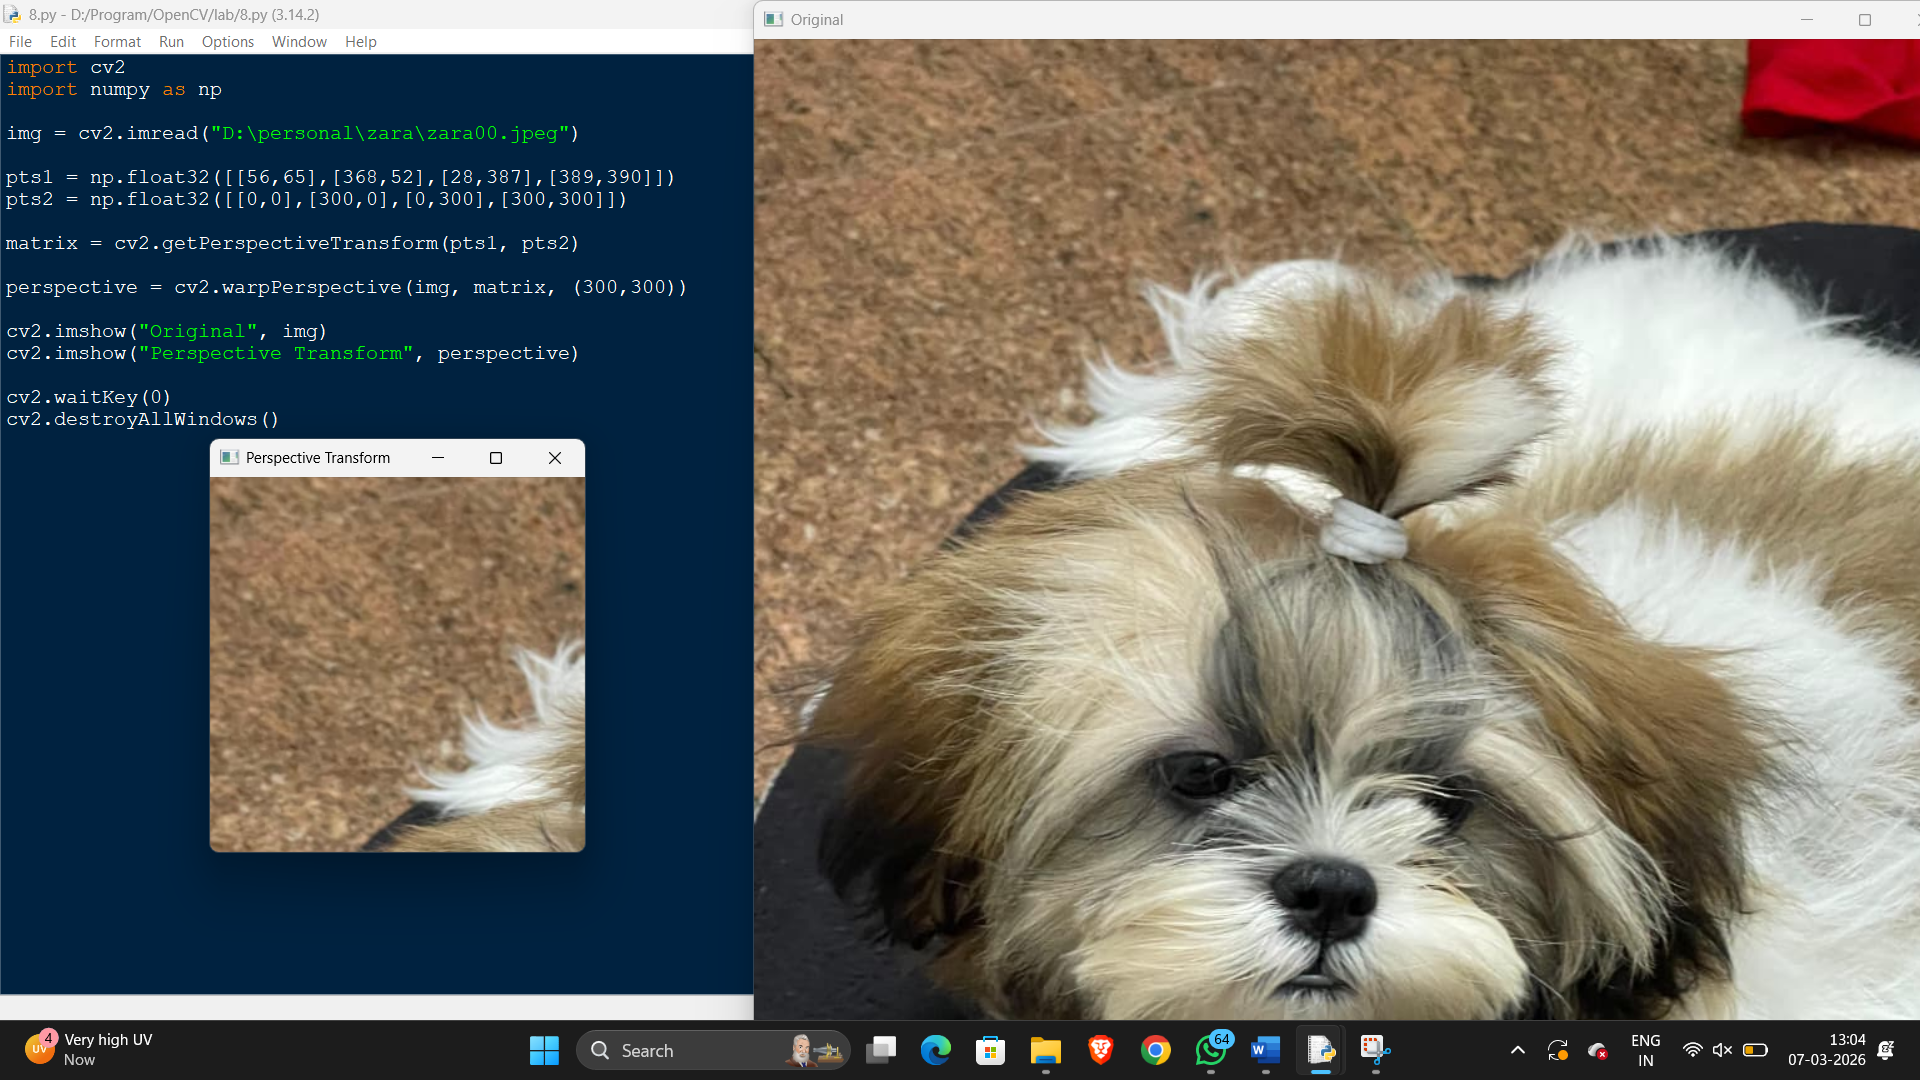 8.py - D:/Program/OpenCV/lab/8.py (3.14.2)
File Edit Format Run Options Window Help
import cv2
import numpy as np
img = cv2.imread("D:\personal\zara\zara00.jpeg")
pts1 = np.float32([[56,65],[368,52],[28,387],[389,390]])
pts2 = np.float32([[0,0],[300,0],[0,300],[300,300]])
matrix = cv2.getPerspectiveTransform(pts1, pts2)
perspective = cv2.warpPerspective(img, matrix, (300,300))
cv2.imshow("Original", img)
cv2.imshow("Perspective Transform", perspective)
cv2.waitKey(0)
cv2.destroyAllWindows()
Perspective Transform
Original
4
UV
Very high UV
Now
Search
64
W
ENG
IN
13:04
07-03-2026